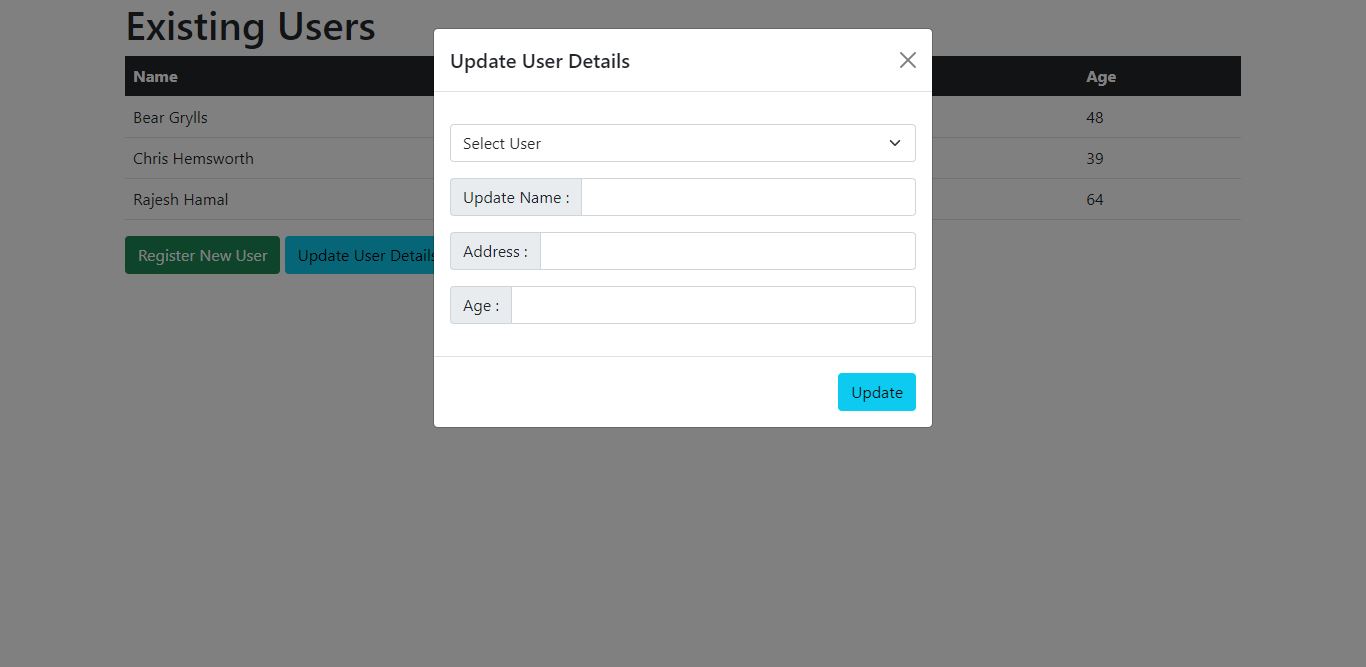 Existing Users
Update User Details
Name
Age
Bear Grylls
48
Chris Hemsworth
39
Rajesh Hamal
64
Select User
Update Name :
Address :
Age :
Register New User
Update User Details
Update